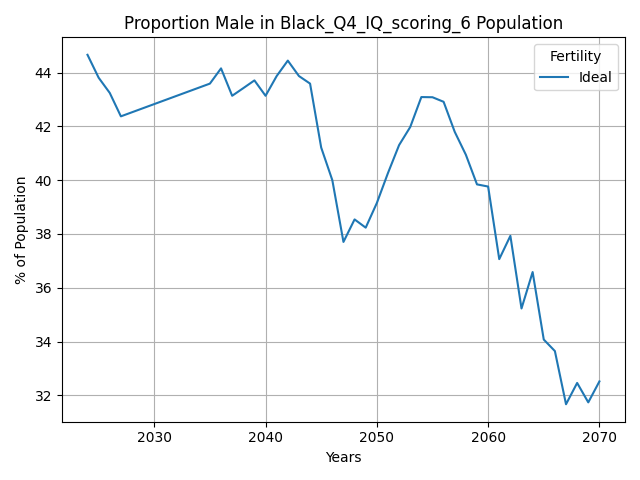 Proportion Male in Black_Q4_IQ_scoring_6 Population
Fertility
Ideal
% of Population
44
42
40
38
36
34
32
2030 2040 2050 2060 2070
Years